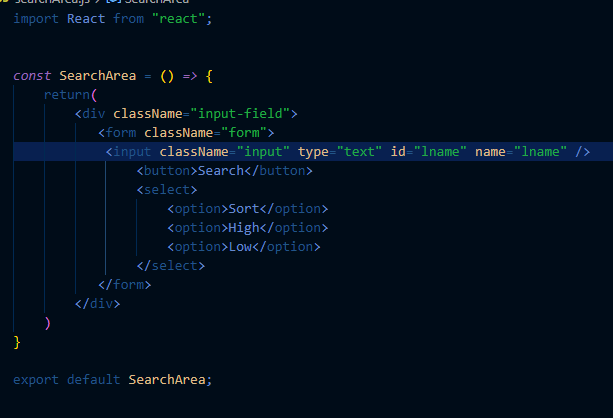 searchArea.js > SearchArea
import React from "react";
const SearchArea = () => {
return(
<div className="input-field">
<form className="form">
<input className="input" type="text" id="lname" name="lname" />
<button>Search</button>
<select>
<option>Sort</option>
<option>High</option>
<option>Low</option>
</select>
</form>
</div>
)
}
export default SearchArea;